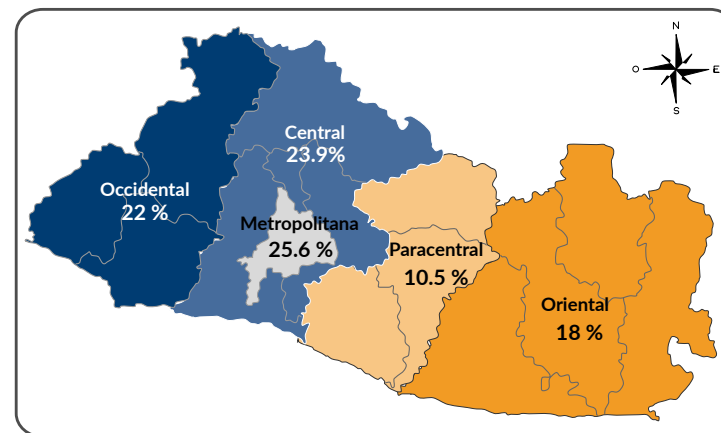 N
O
E
S
Central
23.9%
Occidental
22 %
Metropolitana
25.6 %
Paracentral
10.5 %
Oriental
18 %